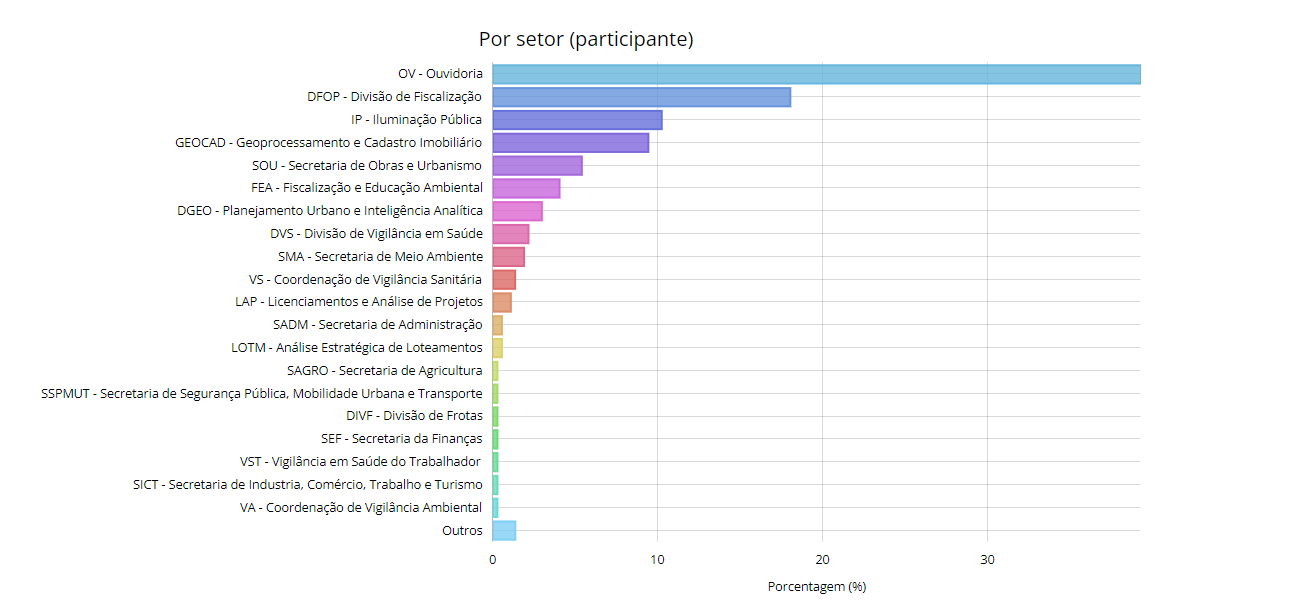 Por setor (participante)
OV - Ouvidoria
DFOP - Divisão de Fiscalização
IP - Iluminação Pública
GEOCAD - Geoprocessamento e Cadastro Imobiliário
SOU - Secretaria de Obras e Urbanismo
FEA - Fiscalização e Educação Ambiental
DGEO - Planejamento Urbano e Inteligência Analítica
DVS - Divisão de Vigilância em Saúde
SMA - Secretaria de Meio Ambiente
VS - Coordenação de Vigilância Sanitária
LAP - Licenciamentos e Análise de Projetos
SADM - Secretaria de Administração
LOTM - Análise Estratégica de Loteamentos
SAGRO - Secretaria de Agricultura
SSPMUT - Secretaria de Segurança Pública, Mobilidade Urbana e Transporte
DIVF - Divisão de Frotas
SEF - Secretaria da Finanças
VST - Vigilância em Saúde do Trabalhador
SICT - Secretaria de Industria, Comércio, Trabalho e Turismo
VA - Coordenação de Vigilância Ambiental
Outros
0 10 20 30
Porcentagem (%)